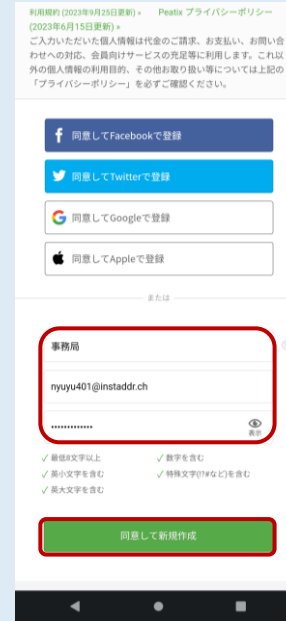 利用規約 (2023年9月25日更新) »　Peatix プライバシーポリシー
(2023年6月15日更新) »
ご入力いただいた個人情報は代金のご請求、お支払い、お問い合
わせへの対応、会員向けサービスの充足等に利用します。これ以
外の個人情報の利用目的、その他お取り扱い等については上記の
「プライバシーポリシー」を必ずご確認ください。
同意してFacebookで登録
同意してTwitterで登録
同意してGoogleで登録
同意してAppleで登録
または
事務局
nyuyu401@instaddr.ch
•••••••••••••
表示
✓ 最低8文字以上 ✓ 数字を含む
✓ 英小文字を含む ✓ 特殊文字(!?#など)を含む
✓ 英大文字を含む
同意して新規作成